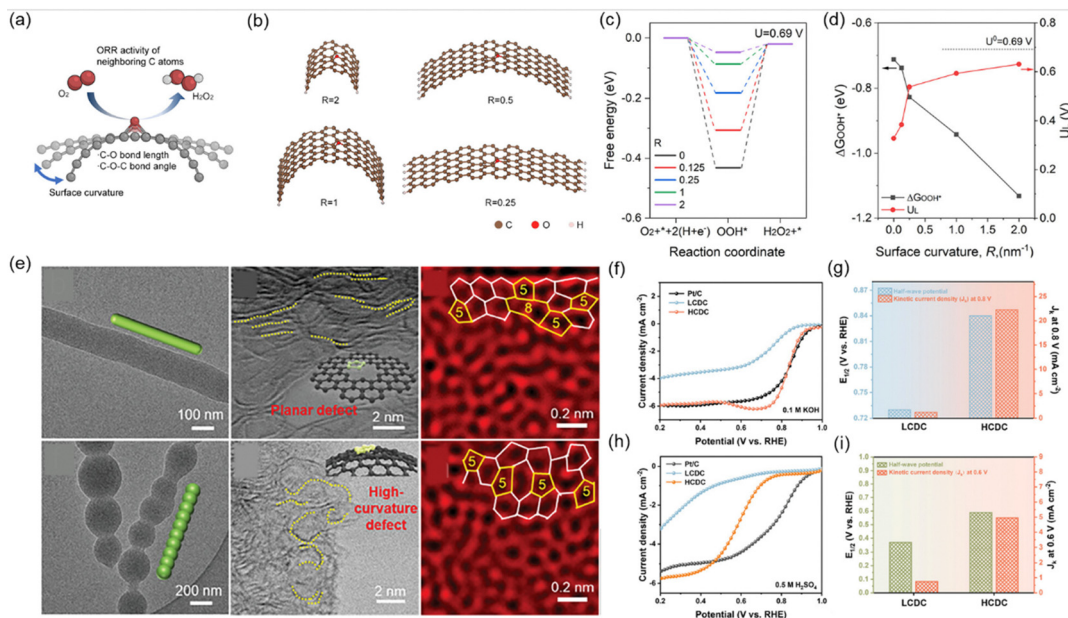 (a)
ORR activity of
neighboring C atoms
O₂
H₂O₂
·C-O bond length
·C-O-C bond angle
Surface curvature
(b)
R=2
R=0.5
R=1
R=0.25
C
O
H
(c)
U=0.69 V
0.0
-0.2
-0.4
-0.6
Free energy (eV)
R
0
0.125
0.25
1
2
O₂+*+2(H+e⁻)
OOH*
H₂O₂+*
Reaction coordinate
(d)
U⁰=0.69 V
-0.6
-0.8
-1.0
-1.2
ΔGOOH* (eV)
0.8
0.6
0.4
0.2
0.0
UL (V)
ΔGOOH*
UL
0.0 0.5 1.0 1.5 2.0
Surface curvature, R,(nm⁻¹)
(e)
100 nm
Planar defect
2 nm
5
5
8
5
5
0.2 nm
200 nm
High-
curvature
defect
2 nm
5
5
5
5
0.2 nm
(f)
Current density (mA cm⁻²)
2
0
-2
-4
-6
-8
Pt/C
LCDC
HCDC
0.1 M KOH
0.2 0.4 0.6 0.8 1.0
Potential (V vs. RHE)
(g)
E1/2 (V vs. RHE)
0.87
0.84
0.81
0.78
0.75
0.72
Half-wave potential
Kinetic current density (Jₖ) at 0.8 V
25
20
15
10
5
0
Jₖ at 0.8 V (mA cm⁻²)
LCDC HCDC
(h)
Current density (mA cm⁻²)
2
0
-2
-4
-6
Pt/C
LCDC
HCDC
0.5 M H₂SO₄
0.2 0.4 0.6 0.8 1.0
Potential (V vs. RHE)
(i)
E1/2 (V vs. RHE)
1.0
0.9
0.8
0.7
0.6
0.5
0.4
0.3
0.2
0.1
0.0
Half-wave potential
Kinetic current density (Jₖ) at 0.6 V
9
8
7
6
5
4
3
2
1
0
Jₖ at 0.6 V (mA cm⁻²)
LCDC HCDC